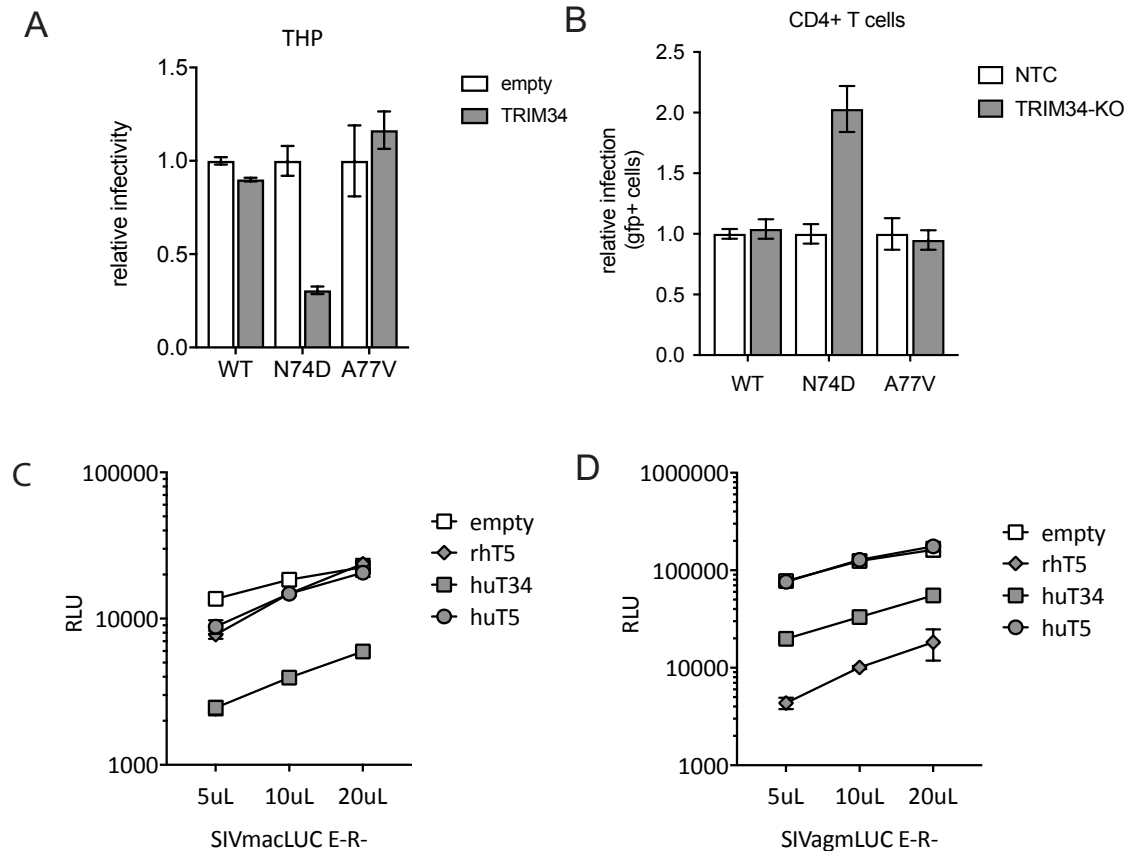 A
THP
1.5
1.0
0.5
0.0
relative infectivity
WT N74D A77V
empty
TRIM34
B
CD4+ T cells
2.5
2.0
1.5
1.0
0.5
0.0
relative infection
(gfp+ cells)
WT N74D A77V
NTC
TRIM34-KO
C
100000
10000
1000
RLU
5uL 10uL 20uL
SIVmacLUC E-R-
empty
rhT5
huT34
huT5
D
1000000
100000
10000
1000
RLU
5uL 10uL 20uL
SIVagmLUC E-R-
empty
rhT5
huT34
huT5